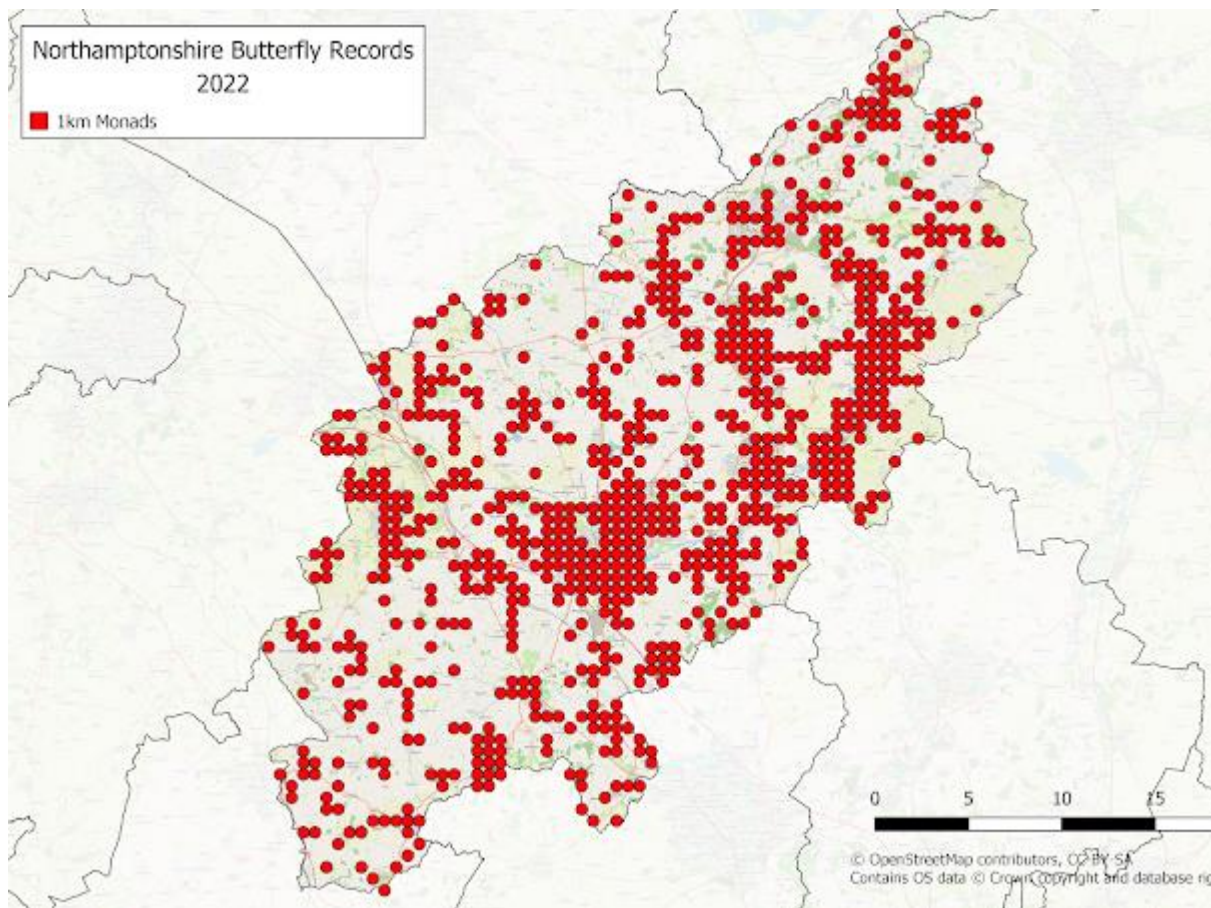 Northamptonshire Butterfly Records
2022
1km Monads
0 5 10 15
© OpenStreetMap contributors, CC-BY-SA
Contains OS data © Crown copyright and database rig